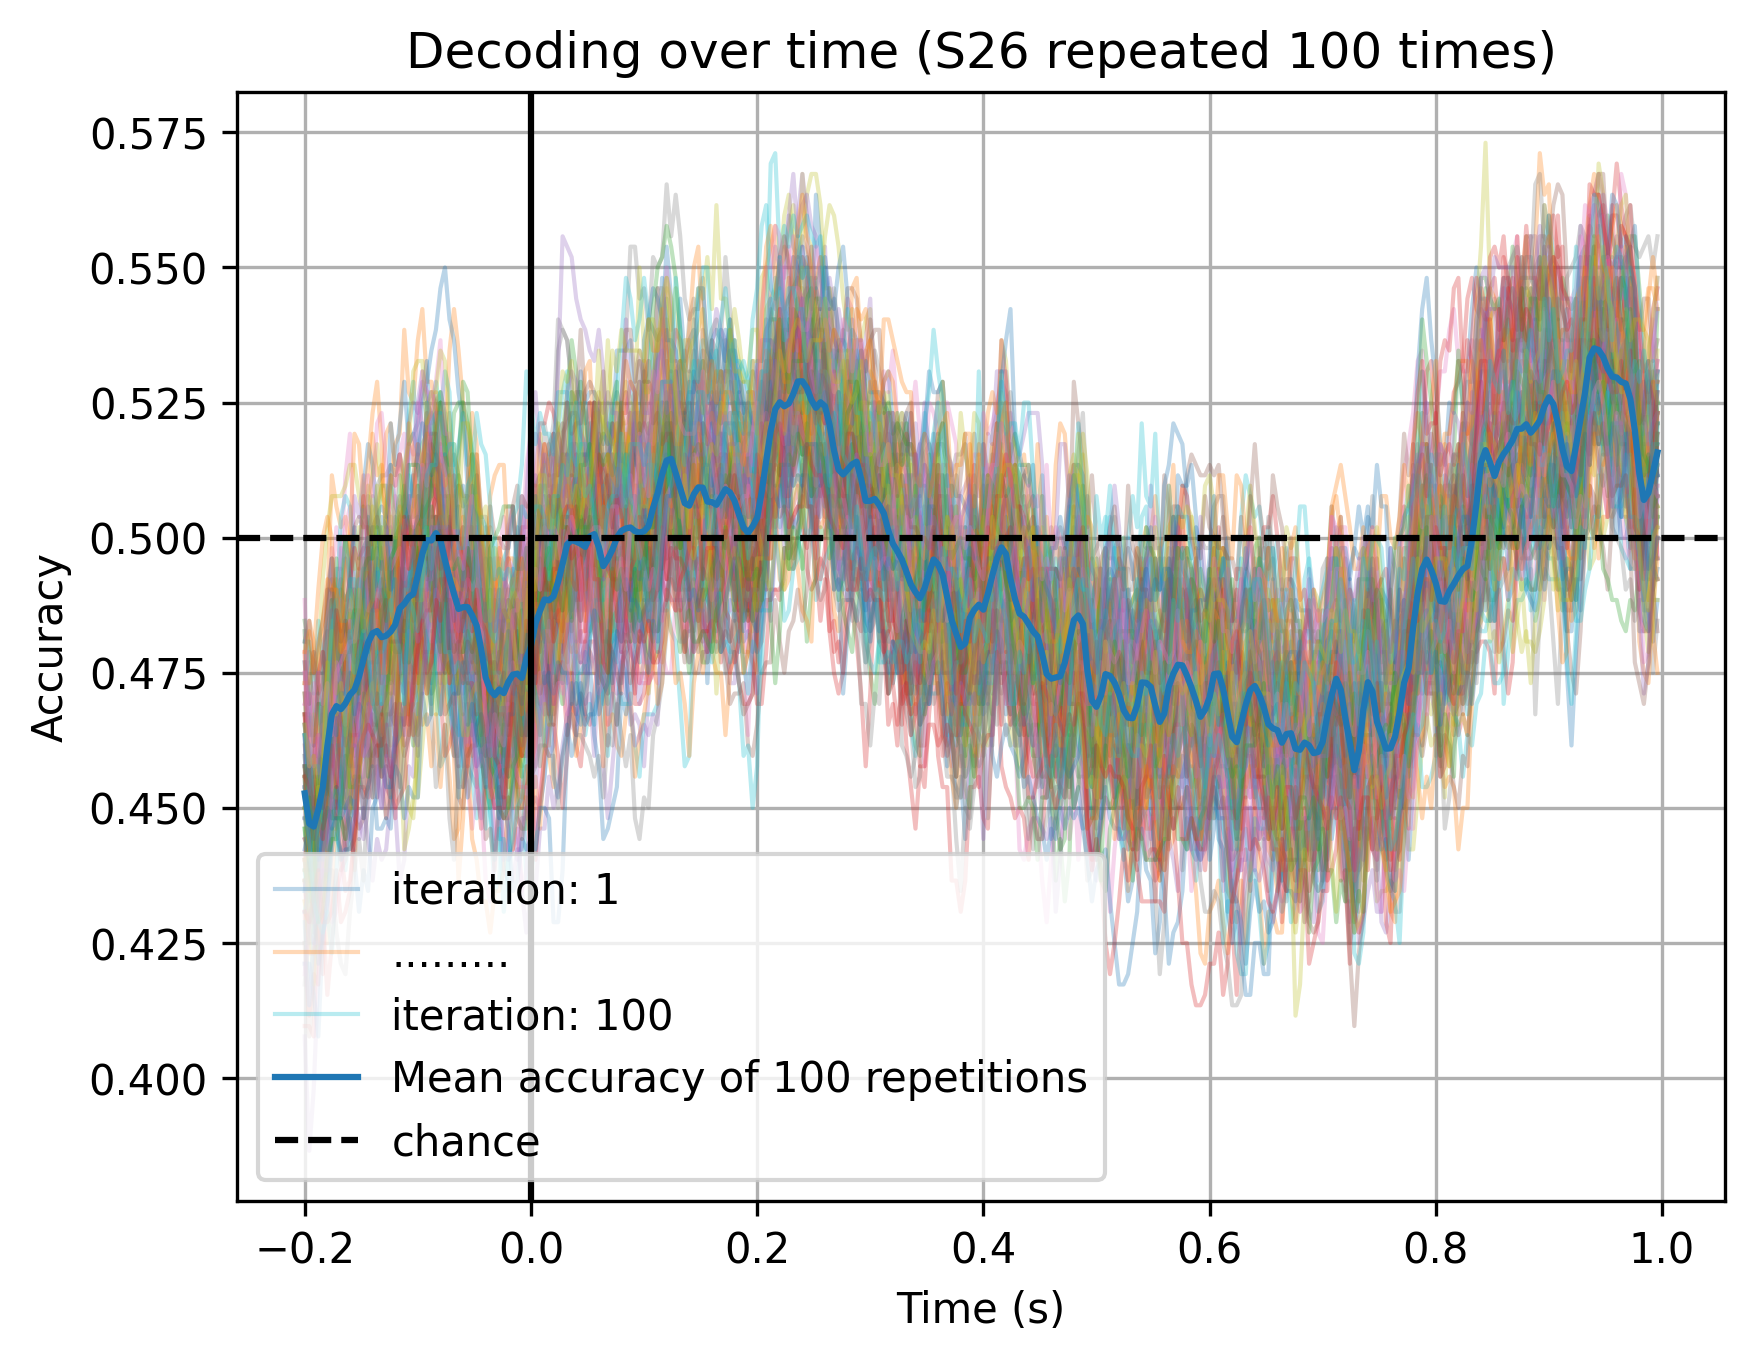 Decoding over time (S26 repeated 100 times)
0.575
0.550
0.525
0.500
0.475
0.450
0.425
0.400
Accuracy
iteration: 1
.........
iteration: 100
Mean accuracy of 100 repetitions
chance
−0.2 0.0 0.2 0.4 0.6 0.8 1.0
Time (s)